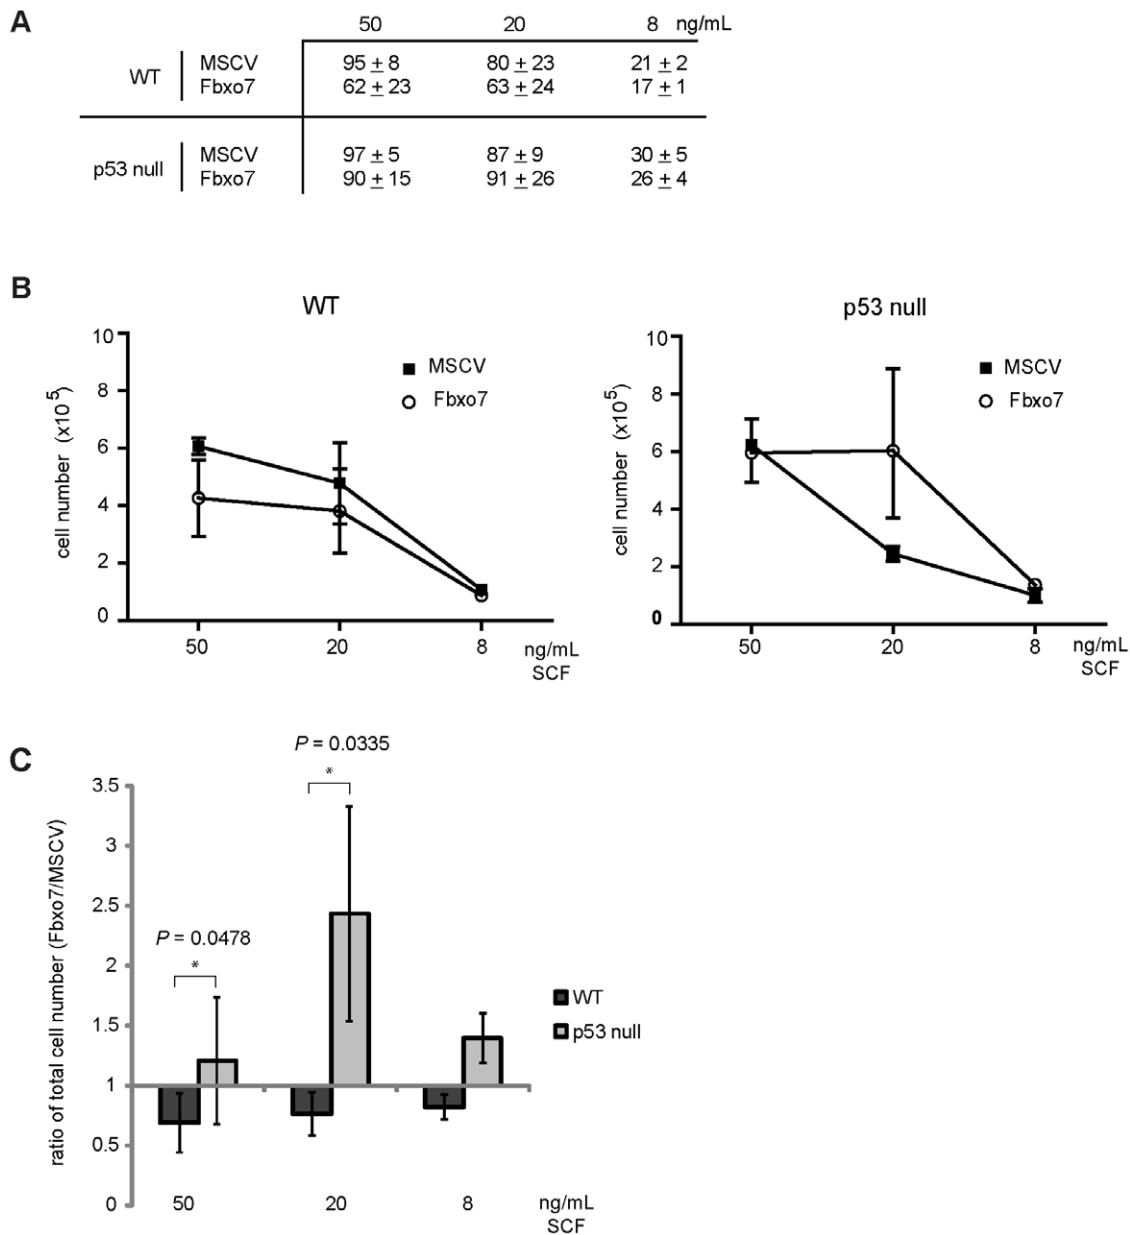 A
50 20 8 ng/mL
WT MSCV 95 ± 8 80 ± 23 21 ± 2
Fbxo7 62 ± 23 63 ± 24 17 ± 1
p53 null MSCV 97 ± 5 87 ± 9 30 ± 5
Fbxo7 90 ± 15 91 ± 26 26 ± 4
B
WT
cell number (x10^5)
10
8
6
4
2
0
MSCV
Fbxo7
50 20 8 ng/mL
SCF
p53 null
cell number (x10^5)
10
8
6
4
2
0
MSCV
Fbxo7
50 20 8 ng/mL
SCF
C
ratio of total cell number (Fbxo7/MSCV)
3.5
3
2.5
2
1.5
1
0.5
0
P = 0.0478
*
P = 0.0335
*
WT
p53 null
50 20 8 ng/mL
SCF